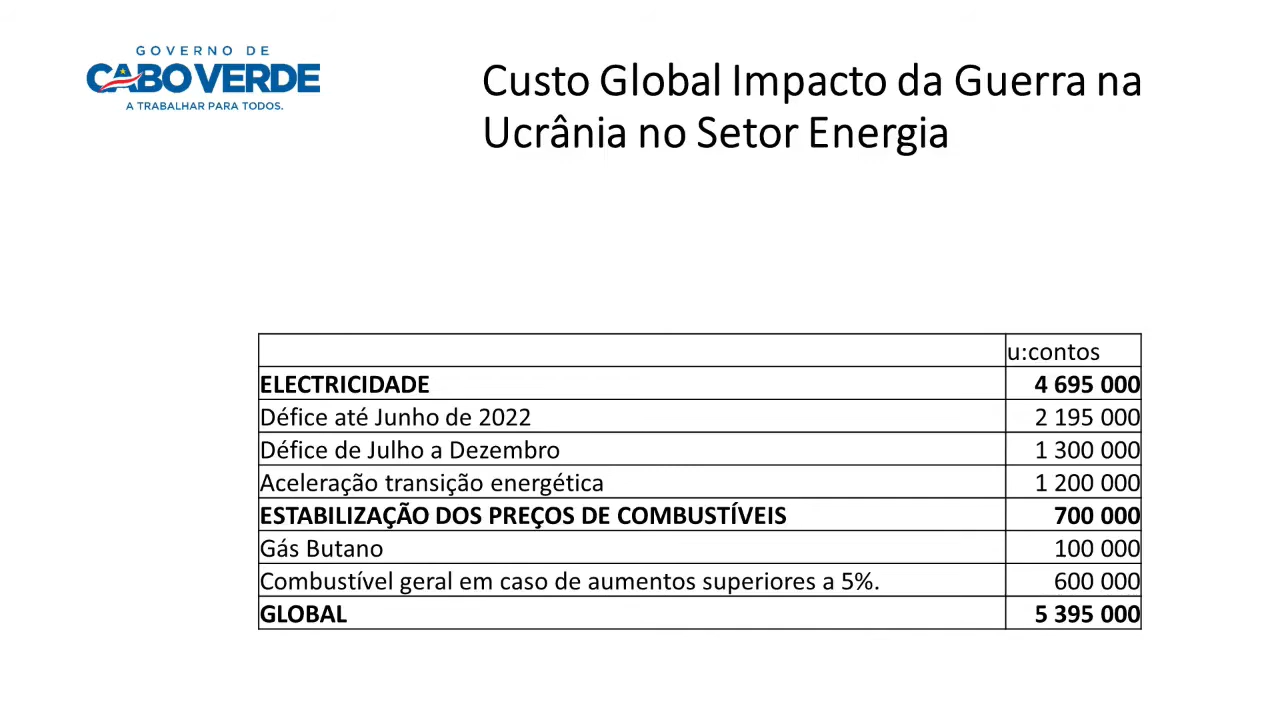 GOVERNO DE
CABO VERDE
A TRABALHAR PARA TODOS.
Custo Global Impacto da Guerra na
Ucrânia no Setor Energia
u:contos
ELECTRICIDADE 4 695 000
Défice até Junho de 2022 2 195 000
Défice de Julho a Dezembro 1 300 000
Aceleração transição energética 1 200 000
ESTABILIZAÇÃO DOS PREÇOS DE COMBUSTÍVEIS 700 000
Gás Butano 100 000
Combustível geral em caso de aumentos superiores a 5%. 600 000
GLOBAL 5 395 000